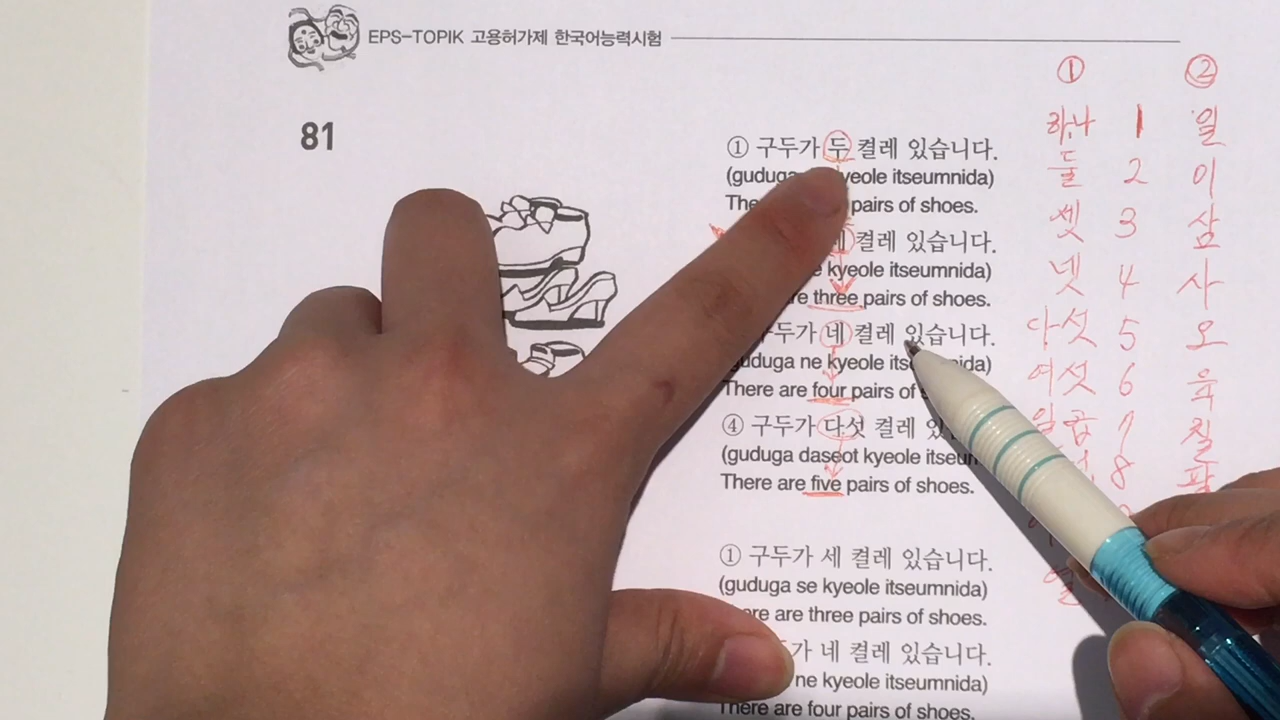 EPS-TOPIK 고용허가제 한국어능력시험
81
① 구두가 두 켤레 있습니다.
(guduga kyeole itseumnida)
pairs of shoes.
켤레 있습니다.
kyeole itseumnida)
three pairs of shoes.
네 켤레 있습니다.
guduga ne kyeole
There are four pairs of
④ 구두가 다섯 켤레
(guduga daseot kyeole
There are five pairs of shoes.
① 구두가 세 켤레 있습니다.
(guduga se kyeole itseumnida)
are three pairs of shoes.
네 켤레 있습니다.
ne kyeole itseumnida)
There are four pairs of shoes.
① ②
하나 1 일
둘 2 이
셋 3 삼
넷 4 사
다섯 5 오
여섯 6 육
일곱 7 칠
8 팔